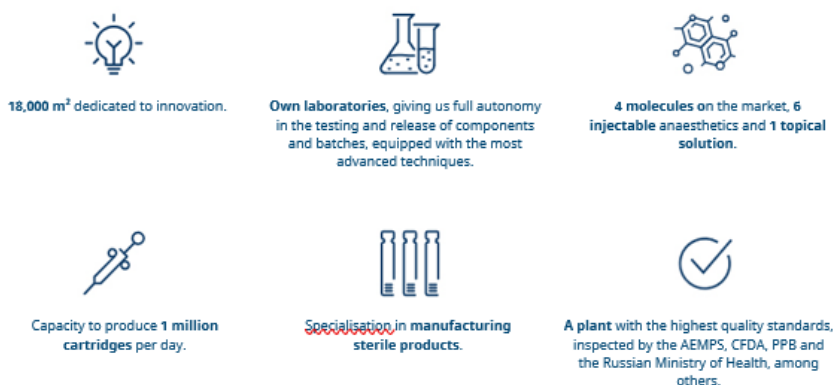 18,000 m² dedicated to innovation.
Own laboratories, giving us full autonomy
in the testing and release of components
and batches, equipped with the most
advanced techniques.
4 molecules on the market, 6
injectable anaesthetics and 1 topical
solution.
Capacity to produce 1 million
cartridges per day.
Specialisation in manufacturing
sterile products.
A plant with the highest quality standards,
inspected by the AEMPS, CFDA, PPB and
the Russian Ministry of Health, among
others.